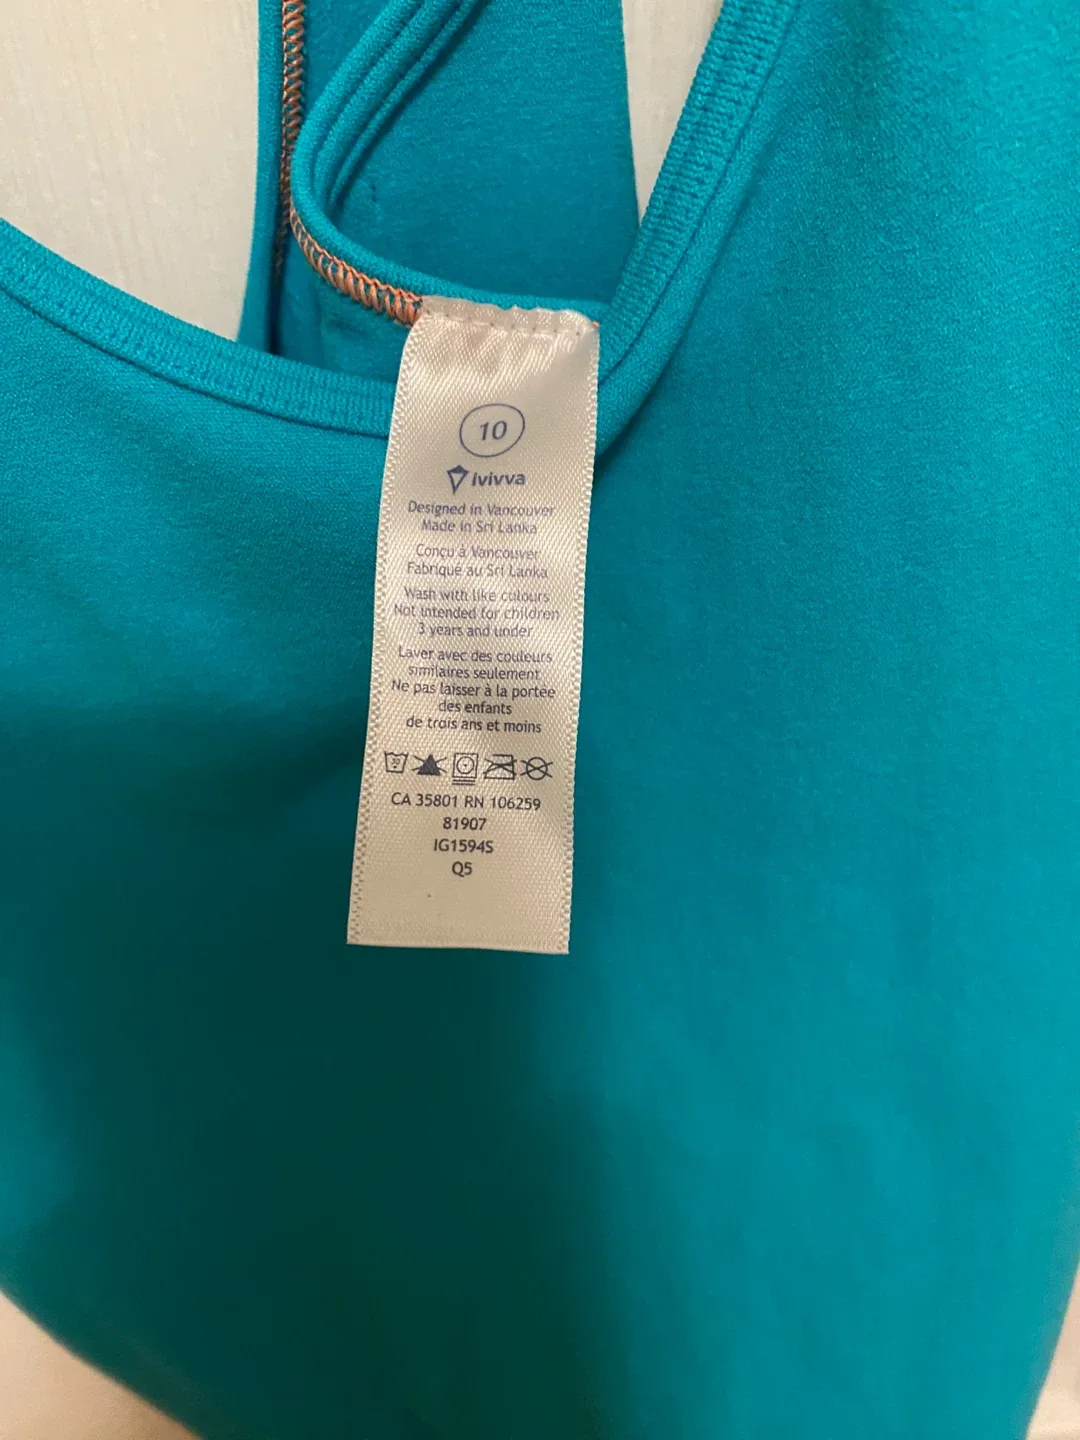 10
ivivva
Designed in Vancouver
Made in Sri Lanka
Conçu à Vancouver
Fabriqué au Sri Lanka
Wash with like colours
Not intended for children
3 years and under
Laver avec des couleurs
similaires seulement
Ne pas laisser à la portée
des enfants
de trois ans et moins
30
CA 35801 RN 106259
81907
IG1594S
Q5